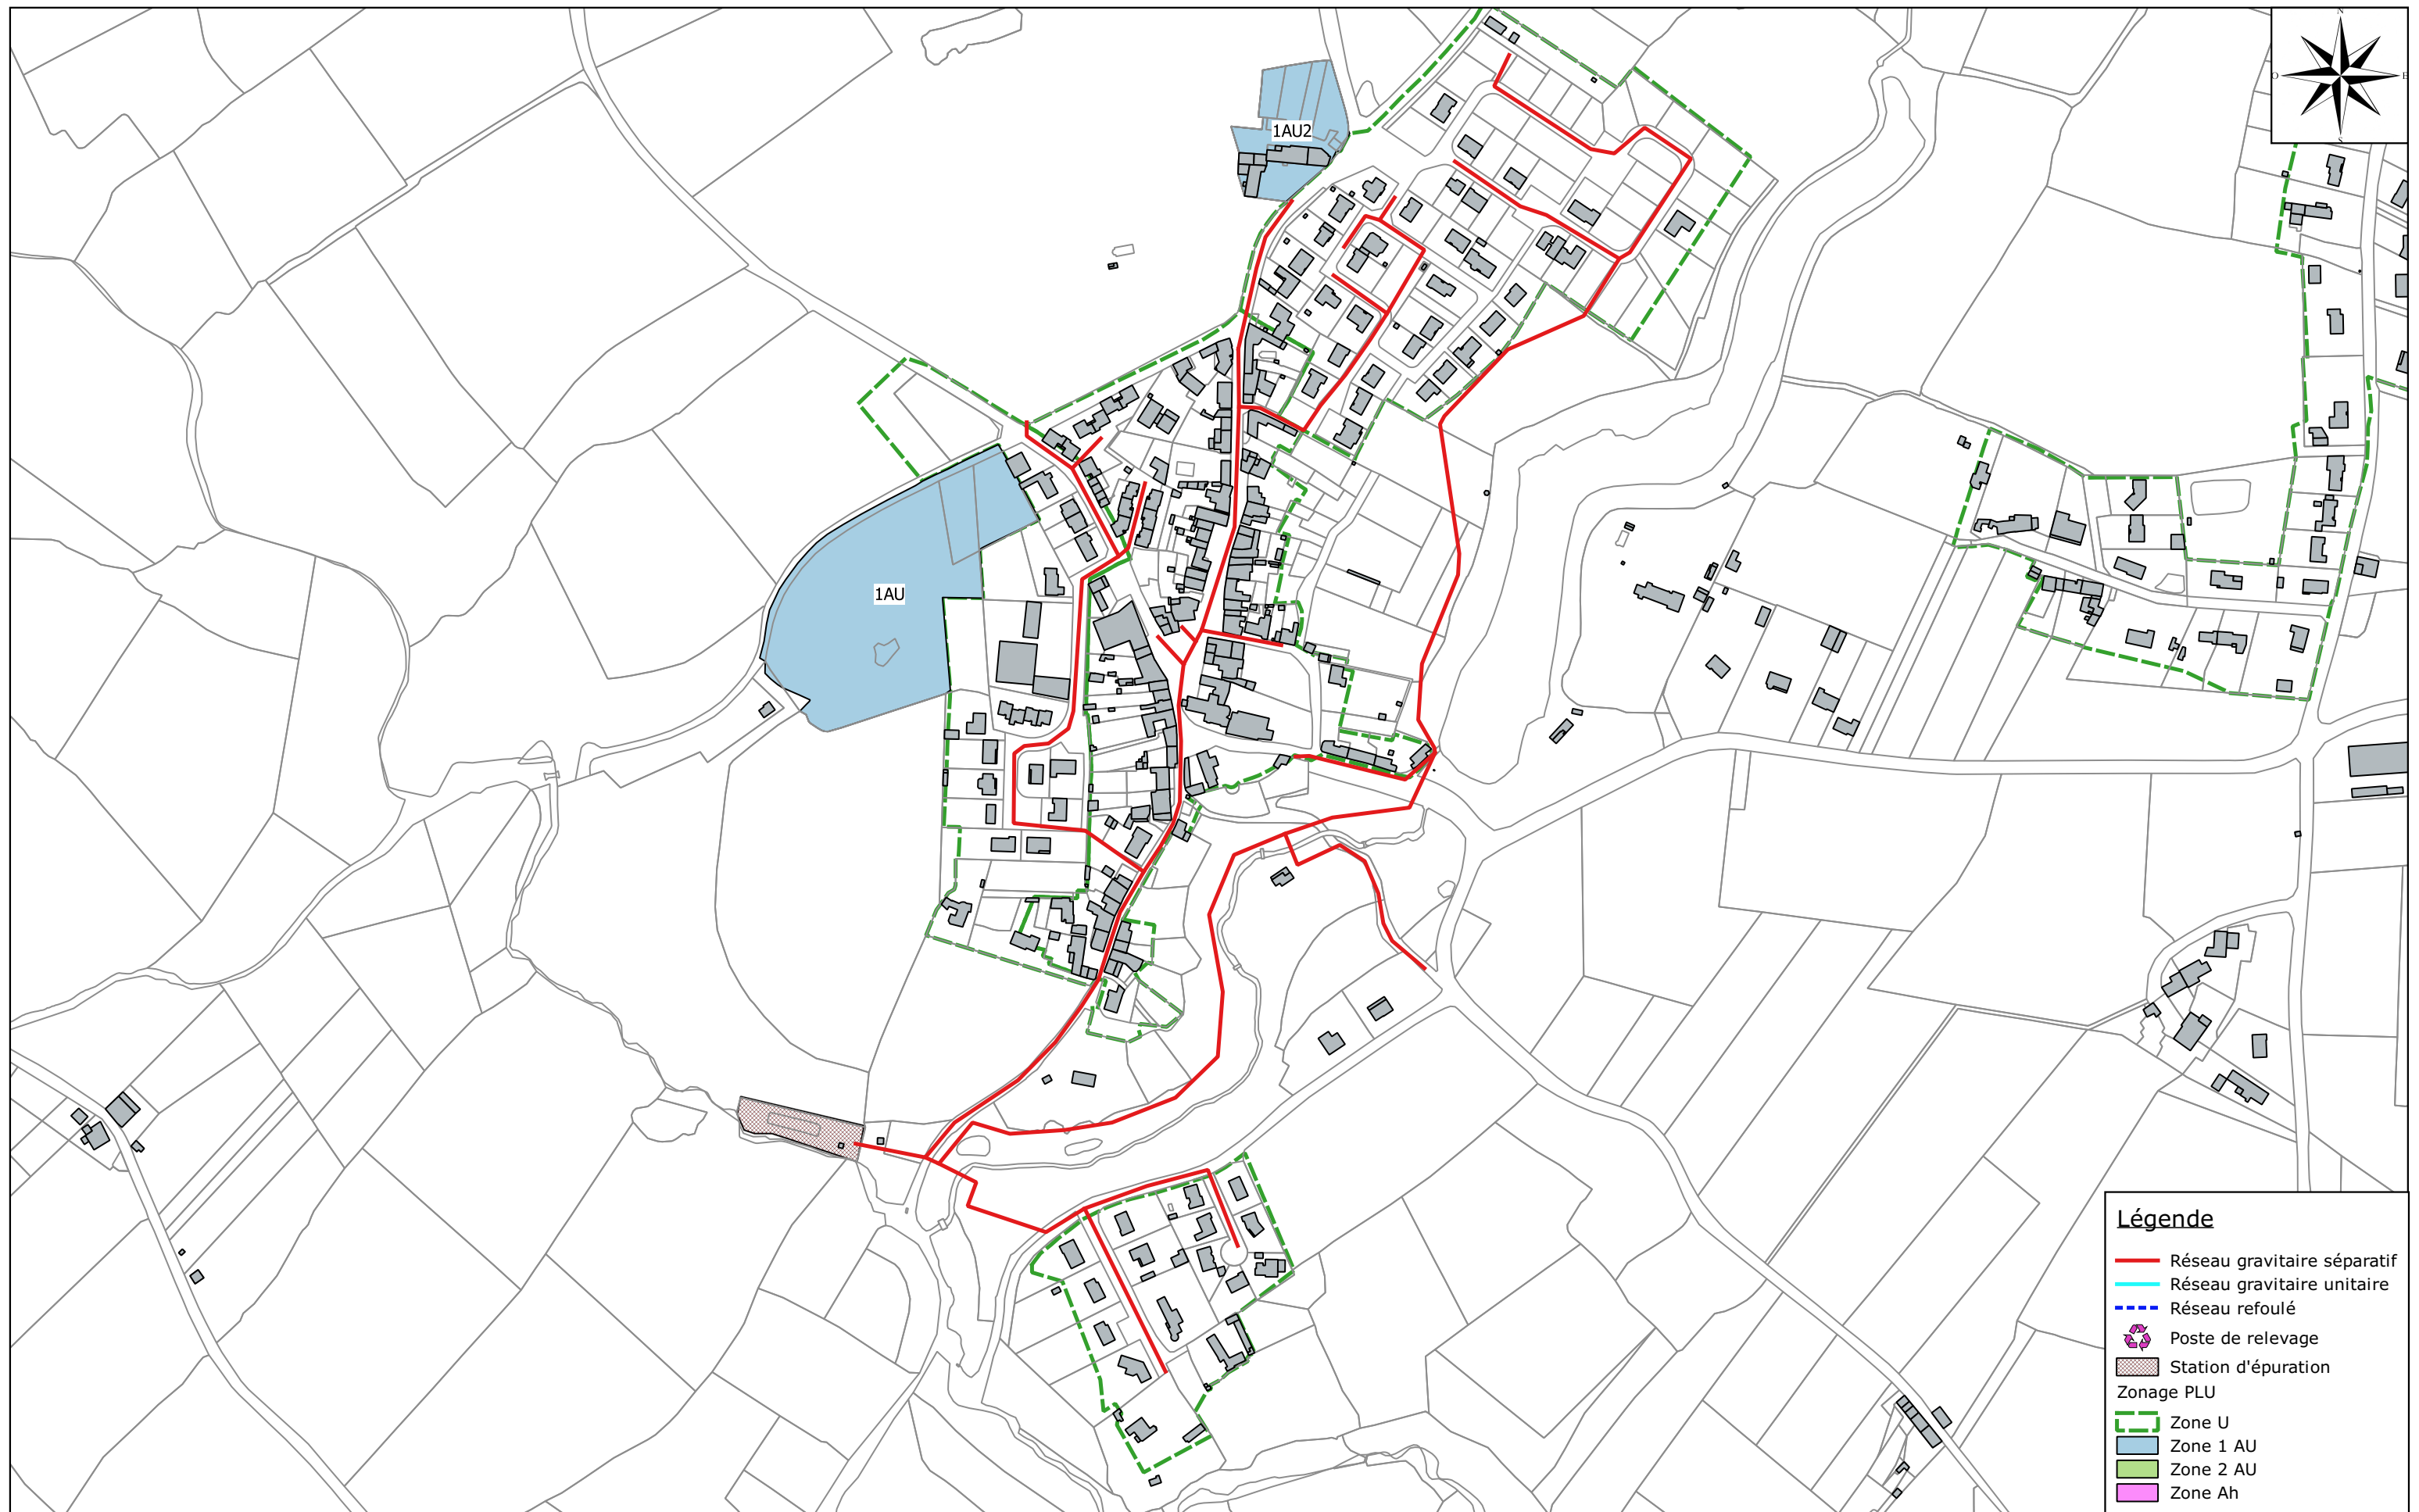 N
O
E
S
1AU2
1AU
Légende
Réseau gravitaire séparatif
Réseau gravitaire unitaire
Réseau refoulé
Poste de relevage
Station d'épuration
Zonage PLU
Zone U
Zone 1 AU
Zone 2 AU
Zone Ah